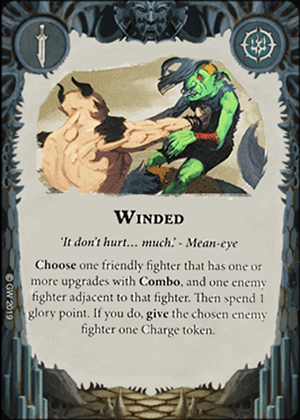 WINDED
'It don't hurt... much.' - Mean-eye
Choose one friendly fighter that has one
or more upgrades with Combo, and one enemy
fighter adjacent to that fighter. Then spend 1
glory point. If you do, give the chosen enemy
fighter one Charge token.
© GW 2019